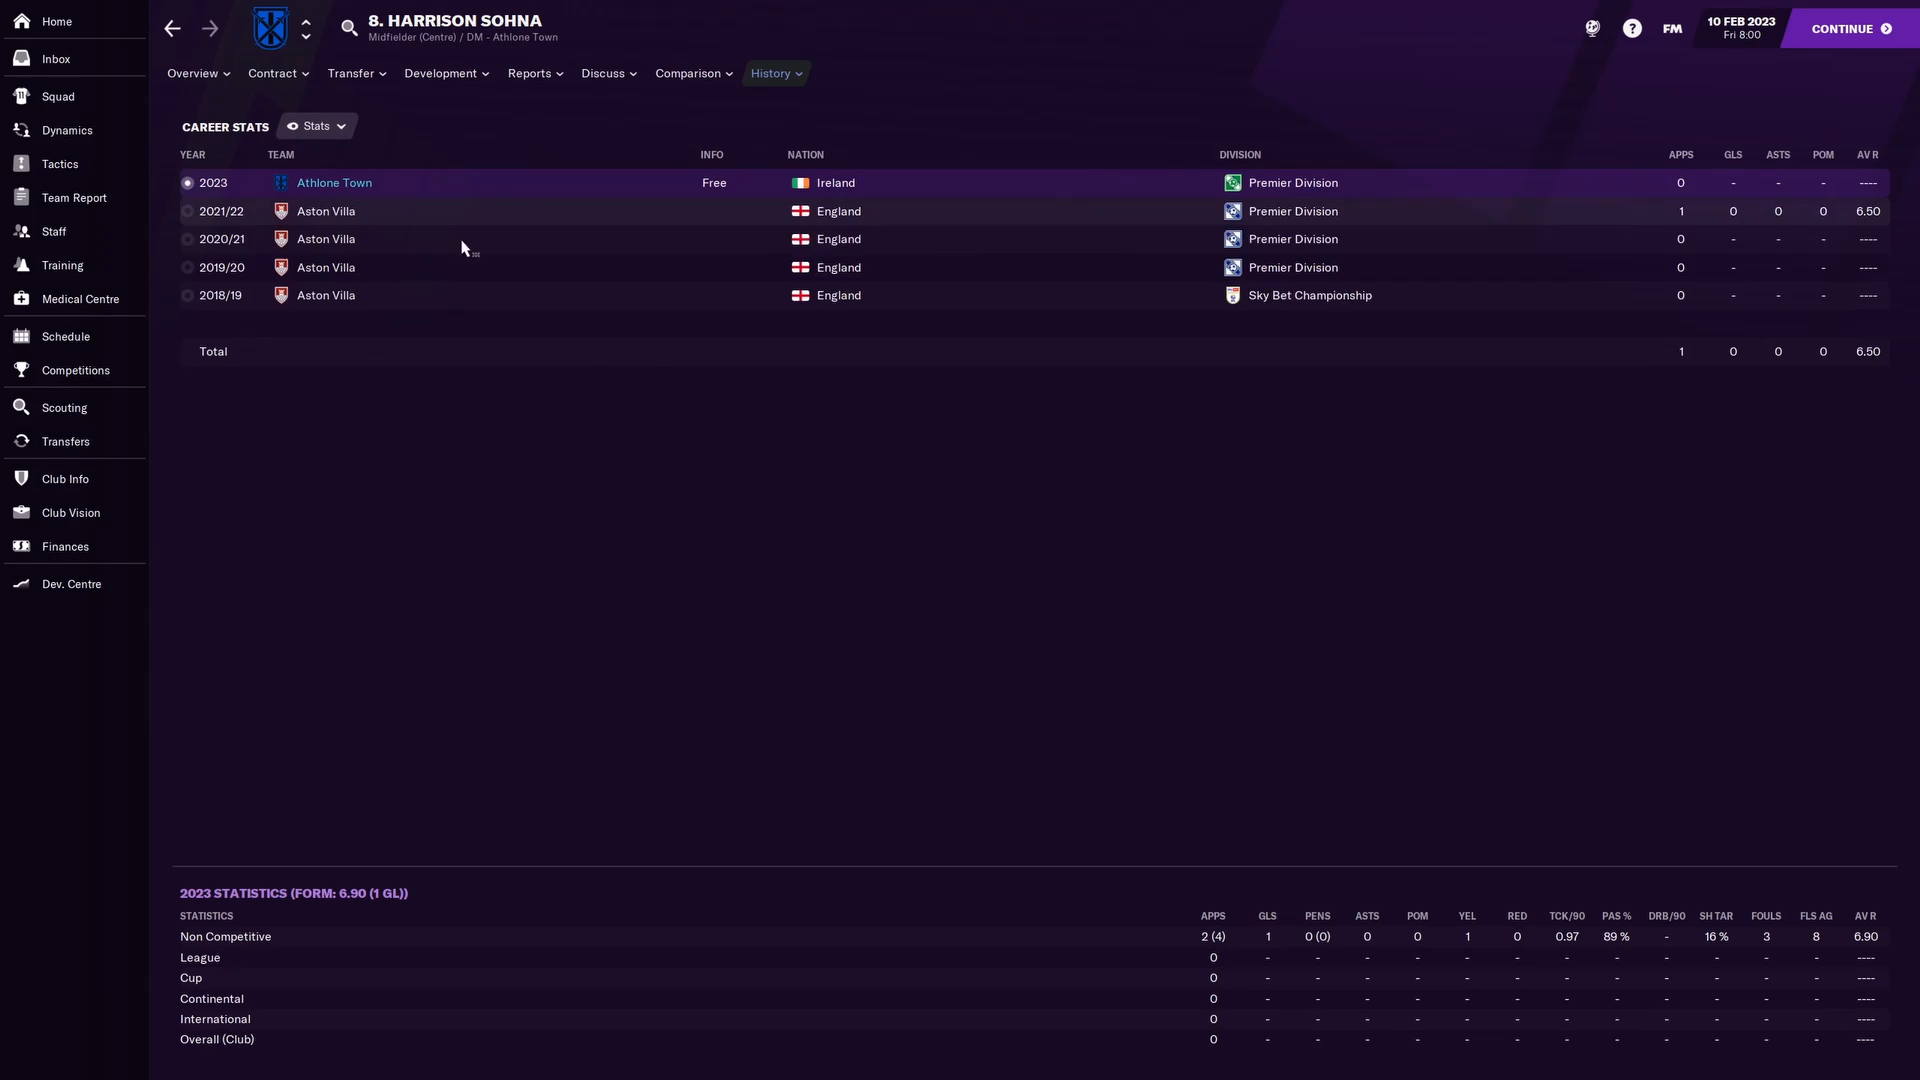 Home
Inbox
Squad
Dynamics
Tactics
Team Report
Staff
Training
Medical Centre
Schedule
Competitions
Scouting
Transfers
Club Info
Club Vision
Finances
Dev. Centre
8. HARRISON SOHNA
Midfielder (Centre) / DM - Athlone Town
? FM 10 FEB 2023 CONTINUE
Fri 8:00
Overview Contract Transfer Development Reports Discuss Comparison History
CAREER STATS Stats
YEAR TEAM INFO NATION DIVISION APPS GLS ASTS POM AV R
2023 Athlone Town Free Ireland Premier Division 0 - - - ----
2021/22 Aston Villa England Premier Division 1 0 0 0 6.50
2020/21 Aston Villa England Premier Division 0 - - - ----
2019/20 Aston Villa England Premier Division 0 - - - ----
2018/19 Aston Villa England Sky Bet Championship 0 - - - ----
Total 1 0 0 0 6.50
2023 STATISTICS (FORM: 6.90 (1 GL))
STATISTICS APPS GLS PENS ASTS POM YEL RED TCK/90 PAS % DRB/90 SH TAR FOULS FLS AG AV R
Non Competitive 2 (4) 1 0 (0) 0 0 1 0 0.97 89 % - 16 % 3 8 6.90
League 0 - - - - - - - - - - - - ----
Cup 0 - - - - - - - - - - - - ----
Continental 0 - - - - - - - - - - - - ----
International 0 - - - - - - - - - - - - ----
Overall (Club) 0 - - - - - - - - - - - - ----